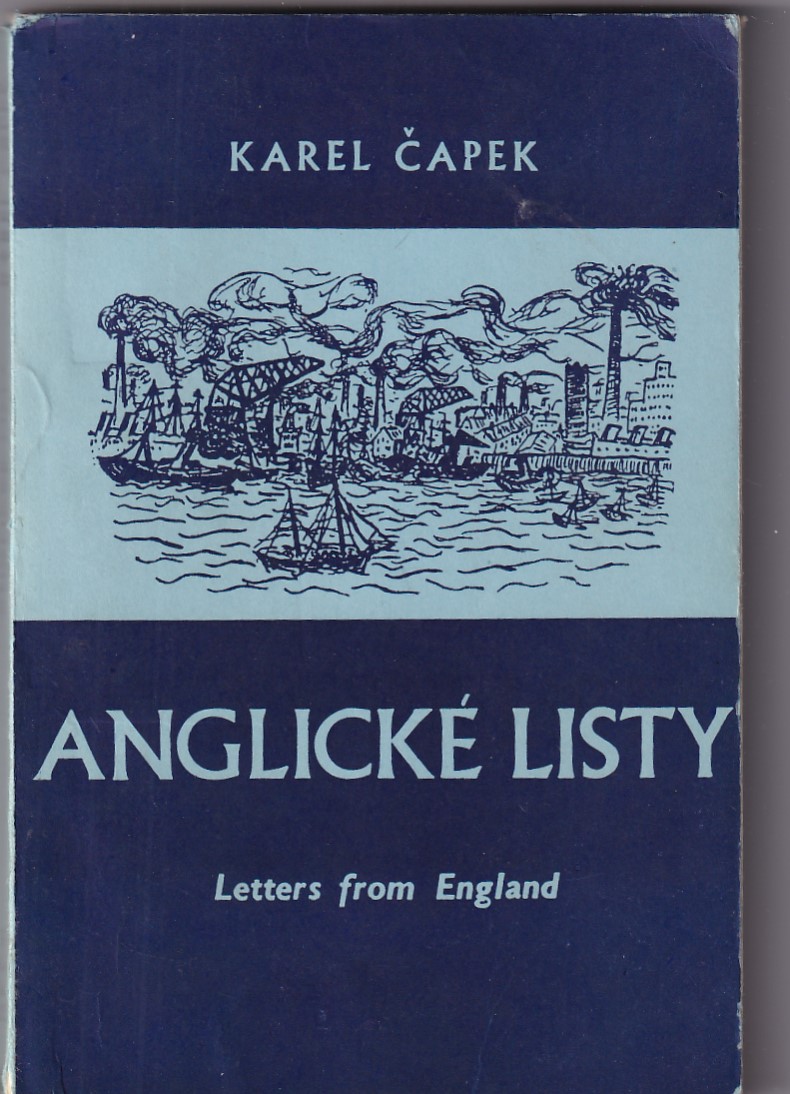 KAREL ČAPEK
ANGLICKÉ LISTY
Letters from England